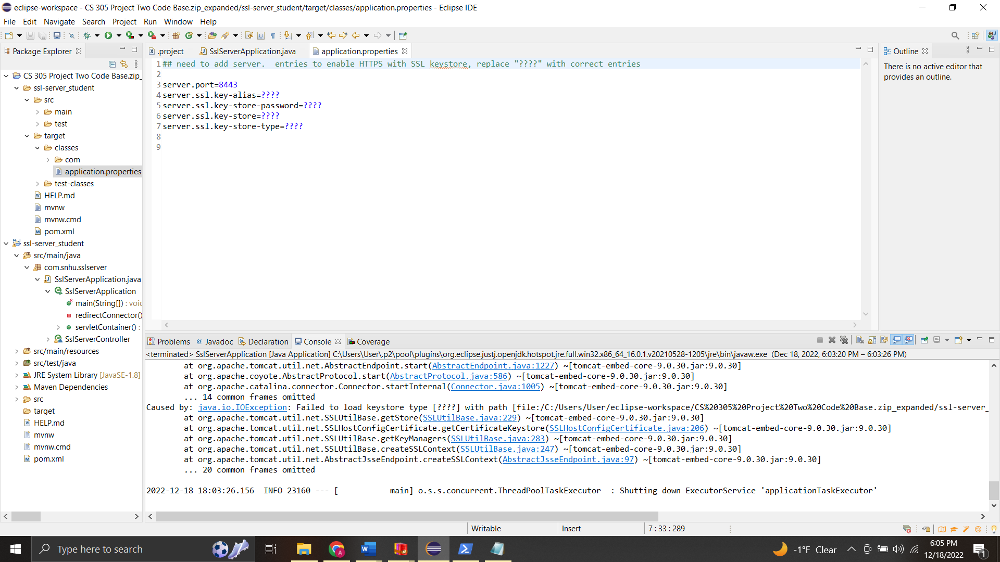 eclipse-workspace - CS 305 Project Two Code Base.zip_expanded/ssl-server_student/target/classes/application.properties - Eclipse IDE
File Edit Navigate Search Project Run Window Help
Package Explorer
CS 305 Project Two Code Base.zip_
ssl-server_student
src
main
test
target
classes
com
application.properties
test-classes
HELP.md
mvnw
mvnw.cmd
pom.xml
ssl-server_student
src/main/java
com.snhu.sslserver
SslServerApplication.java
SslServerApplication
main(String[]) : void
redirectConnector()
servletContainer() :
SslServerController
src/main/resources
src/test/java
JRE System Library [JavaSE-1.8]
Maven Dependencies
src
target
HELP.md
mvnw
mvnw.cmd
pom.xml
.project SslServerApplication.java application.properties
1 ## need to add server.  entries to enable HTTPS with SSL keystore, replace "????" with correct entries
2
3 server.port=8443
4 server.ssl.key-alias=????
5 server.ssl.key-store-password=????
6 server.ssl.key-store=????
7 server.ssl.key-store-type=????
8
9
Outline
There is no active editor that
provides an outline.
Problems @ Javadoc Declaration Console Coverage
<terminated> SslServerApplication [Java Application] C:\Users\User\.p2\pool\plugins\org.eclipse.justj.openjdk.hotspot.jre.full.win32.x86_64_16.0.1.v20210528-1205\jre\bin\javaw.exe (Dec 18, 2022, 6:03:20 PM – 6:03:26 PM)
at org.apache.tomcat.util.net.AbstractEndpoint.start(AbstractEndpoint.java:1227) ~[tomcat-embed-core-9.0.30.jar:9.0.30]
at org.apache.coyote.AbstractProtocol.start(AbstractProtocol.java:586) ~[tomcat-embed-core-9.0.30.jar:9.0.30]
at org.apache.catalina.connector.Connector.startInternal(Connector.java:1005) ~[tomcat-embed-core-9.0.30.jar:9.0.30]
... 14 common frames omitted
Caused by: java.io.IOException: Failed to load keystore type [????] with path [file:/C:/Users/User/eclipse-workspace/CS%20305%20Project%20Two%20Code%20Base.zip_expanded/ssl-server_
at org.apache.tomcat.util.net.SSLUtilBase.getStore(SSLUtilBase.java:229) ~[tomcat-embed-core-9.0.30.jar:9.0.30]
at org.apache.tomcat.util.net.SSLHostConfigCertificate.getCertificateKeystore(SSLHostConfigCertificate.java:206) ~[tomcat-embed-core-9.0.30.jar:9.0.30]
at org.apache.tomcat.util.net.SSLUtilBase.getKeyManagers(SSLUtilBase.java:283) ~[tomcat-embed-core-9.0.30.jar:9.0.30]
at org.apache.tomcat.util.net.SSLUtilBase.createSSLContext(SSLUtilBase.java:247) ~[tomcat-embed-core-9.0.30.jar:9.0.30]
at org.apache.tomcat.util.net.AbstractJsseEndpoint.createSSLContext(AbstractJsseEndpoint.java:97) ~[tomcat-embed-core-9.0.30.jar:9.0.30]
... 20 common frames omitted
2022-12-18 18:03:26.156  INFO 23160 --- [           main] o.s.s.concurrent.ThreadPoolTaskExecutor  : Shutting down ExecutorService 'applicationTaskExecutor'
Writable Insert 7 : 33 : 289
Type here to search
-1°F Clear
6:05 PM
12/18/2022
1